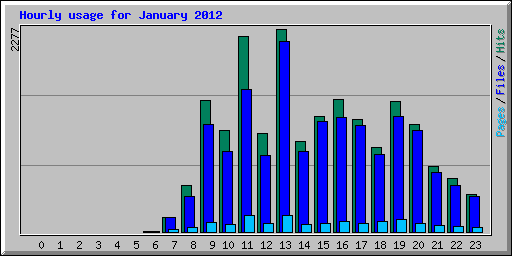 Hourly usage for January 2012
2277
Pages / Files / Hits
0 1 2 3 4 5 6 7 8 9 10 11 12 13 14 15 16 17 18 19 20 21 22 23